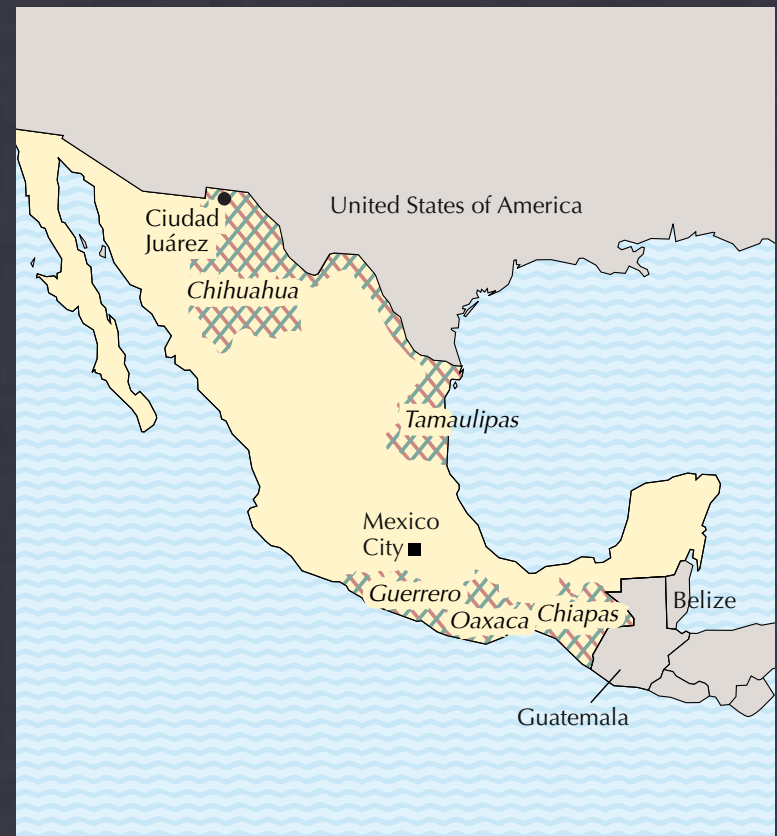 United States of America
Ciudad
Juárez
Chihuahua
Tamaulipas
Mexico
City
Guerrero
Oaxaca
Chiapas
Belize
Guatemala